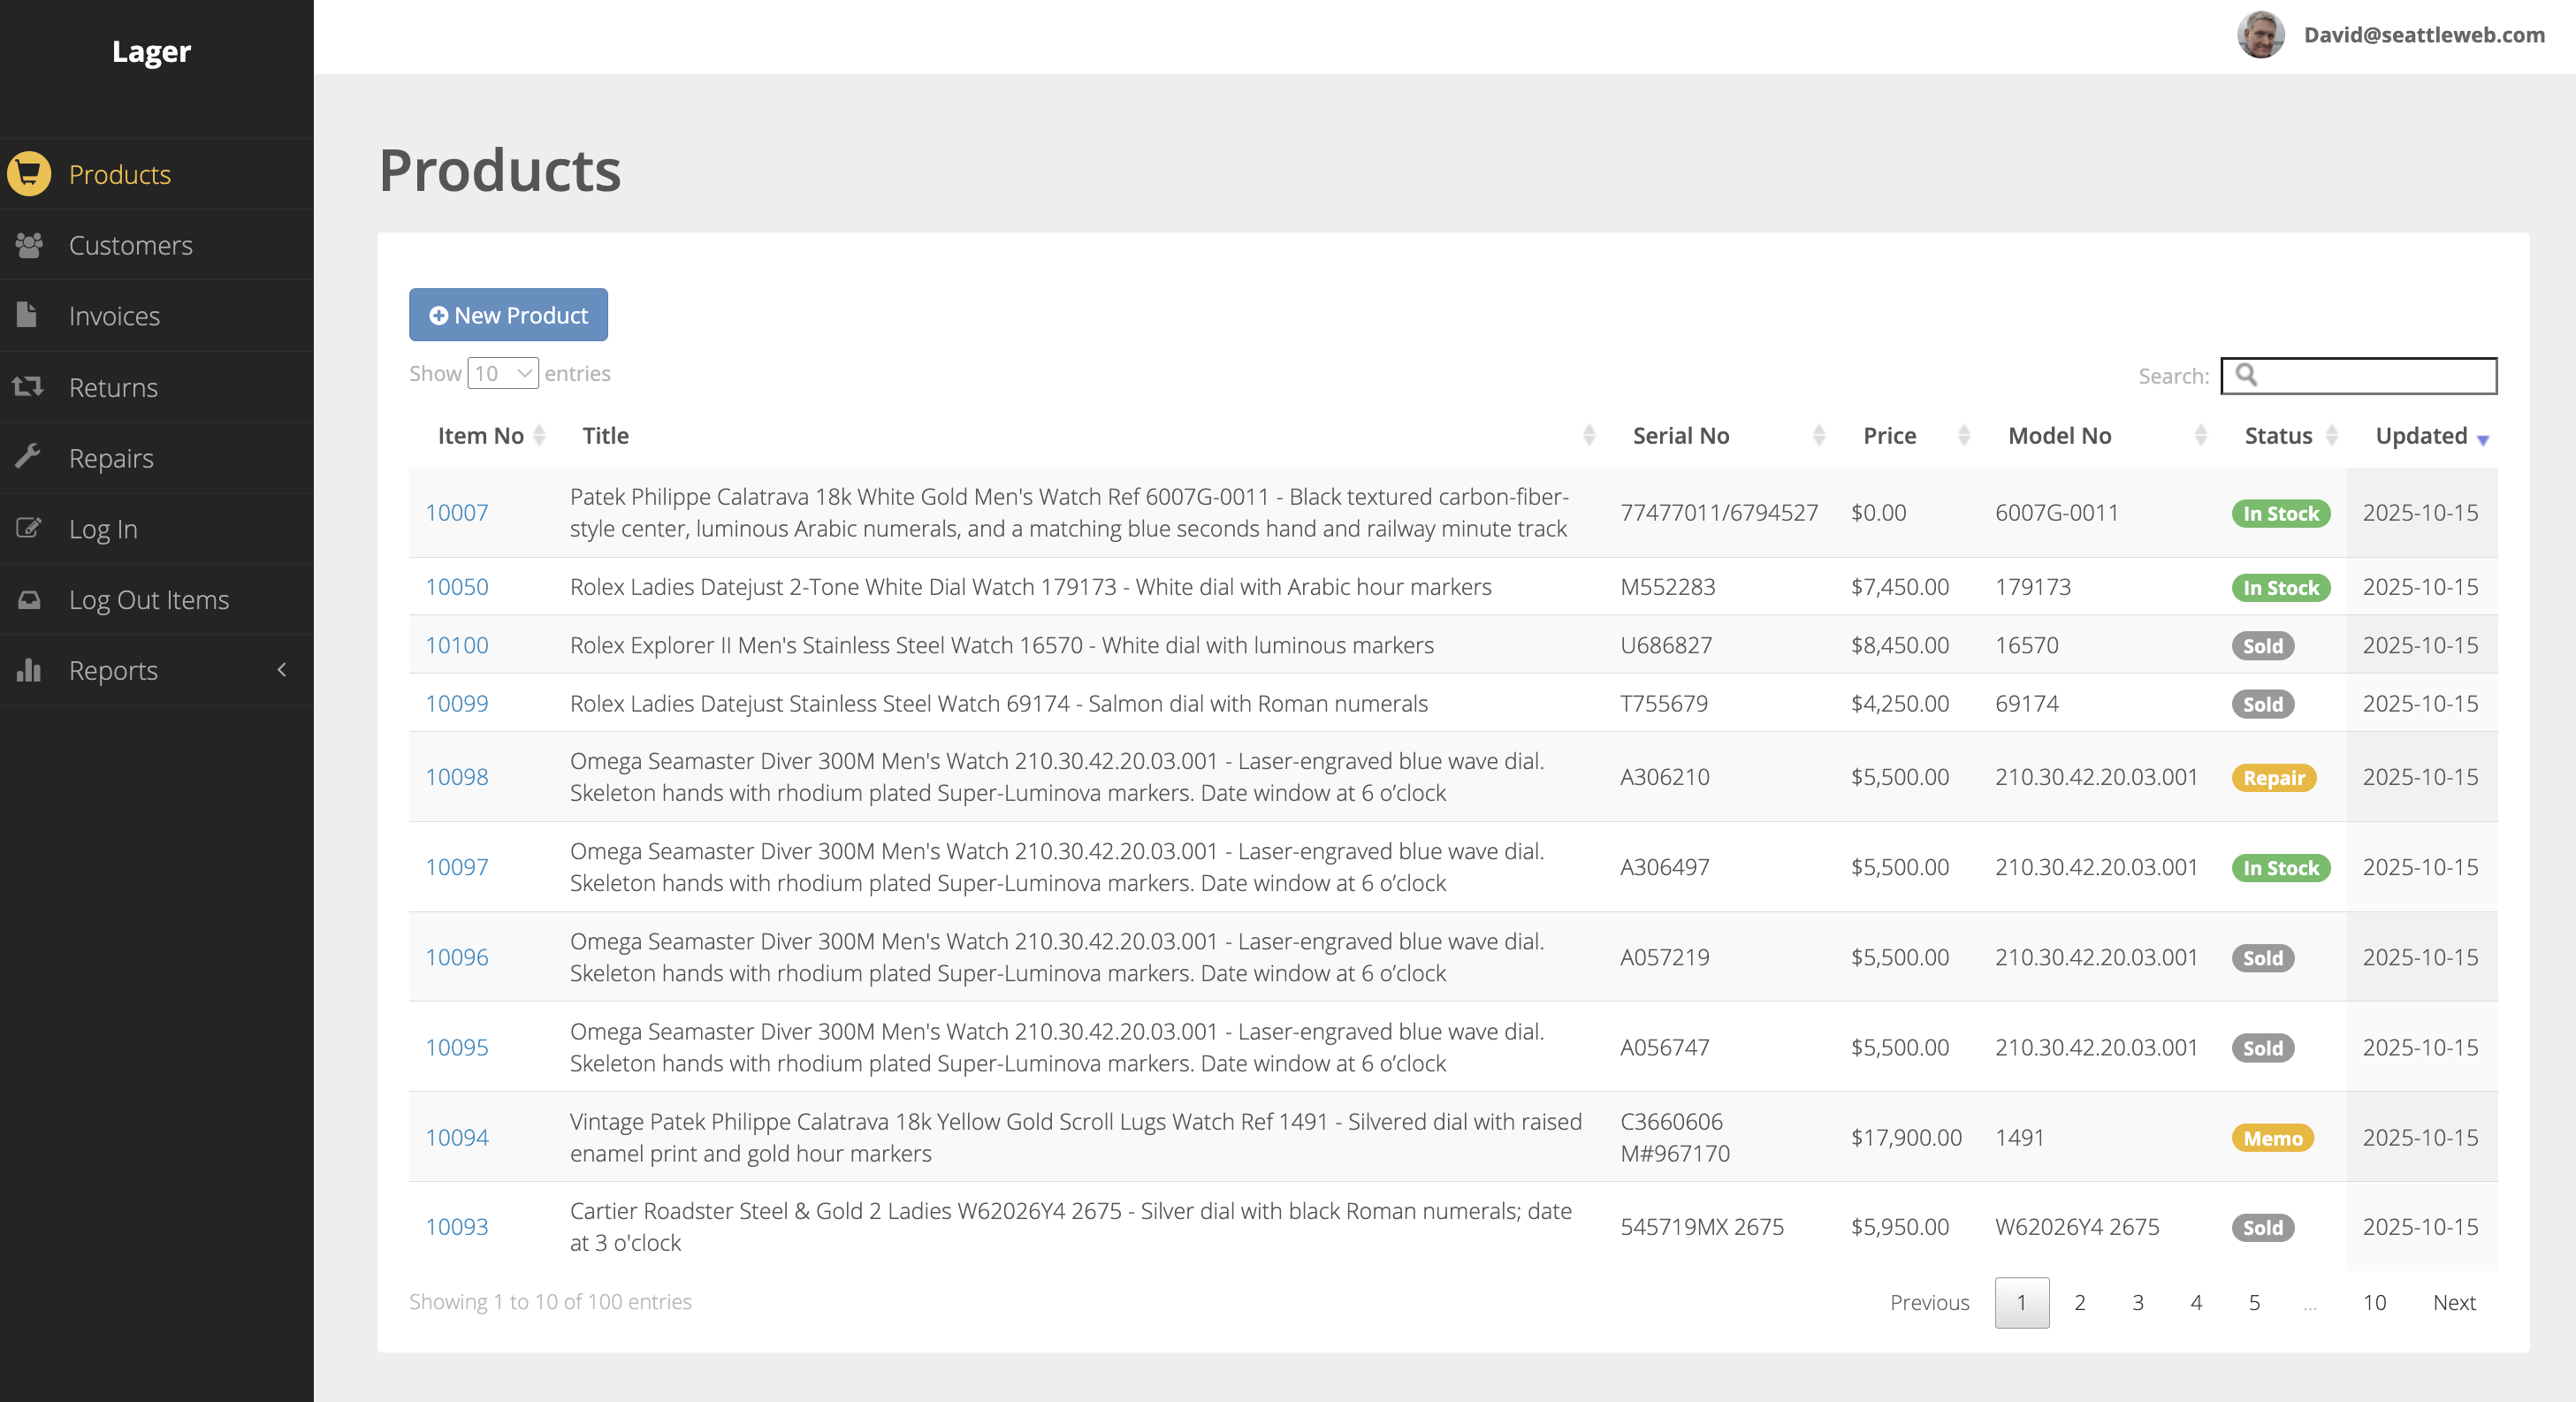 Lager
David@seattleweb.com
Products
Customers
Invoices
Returns
Repairs
Log In
Log Out Items
Reports
Products
New Product
Show 10 entries
Search:
Item No Title Serial No Price Model No Status Updated
10007 Patek Philippe Calatrava 18k White Gold Men's Watch Ref 6007G-0011 - Black textured carbon-fiber-
style center, luminous Arabic numerals, and a matching blue seconds hand and railway minute track 77477011/6794527 $0.00 6007G-0011 In Stock 2025-10-15
10050 Rolex Ladies Datejust 2-Tone White Dial Watch 179173 - White dial with Arabic hour markers M552283 $7,450.00 179173 In Stock 2025-10-15
10100 Rolex Explorer II Men's Stainless Steel Watch 16570 - White dial with luminous markers U686827 $8,450.00 16570 Sold 2025-10-15
10099 Rolex Ladies Datejust Stainless Steel Watch 69174 - Salmon dial with Roman numerals T755679 $4,250.00 69174 Sold 2025-10-15
10098 Omega Seamaster Diver 300M Men's Watch 210.30.42.20.03.001 - Laser-engraved blue wave dial.
Skeleton hands with rhodium plated Super-Luminova markers. Date window at 6 o’clock A306210 $5,500.00 210.30.42.20.03.001 Repair 2025-10-15
10097 Omega Seamaster Diver 300M Men's Watch 210.30.42.20.03.001 - Laser-engraved blue wave dial.
Skeleton hands with rhodium plated Super-Luminova markers. Date window at 6 o’clock A306497 $5,500.00 210.30.42.20.03.001 In Stock 2025-10-15
10096 Omega Seamaster Diver 300M Men's Watch 210.30.42.20.03.001 - Laser-engraved blue wave dial.
Skeleton hands with rhodium plated Super-Luminova markers. Date window at 6 o’clock A057219 $5,500.00 210.30.42.20.03.001 Sold 2025-10-15
10095 Omega Seamaster Diver 300M Men's Watch 210.30.42.20.03.001 - Laser-engraved blue wave dial.
Skeleton hands with rhodium plated Super-Luminova markers. Date window at 6 o’clock A056747 $5,500.00 210.30.42.20.03.001 Sold 2025-10-15
10094 Vintage Patek Philippe Calatrava 18k Yellow Gold Scroll Lugs Watch Ref 1491 - Silvered dial with raised
enamel print and gold hour markers C3660606
M#967170 $17,900.00 1491 Memo 2025-10-15
10093 Cartier Roadster Steel & Gold 2 Ladies W62026Y4 2675 - Silver dial with black Roman numerals; date
at 3 o'clock 545719MX 2675 $5,950.00 W62026Y4 2675 Sold 2025-10-15
Showing 1 to 10 of 100 entries
Previous 1 2 3 4 5 ... 10 Next